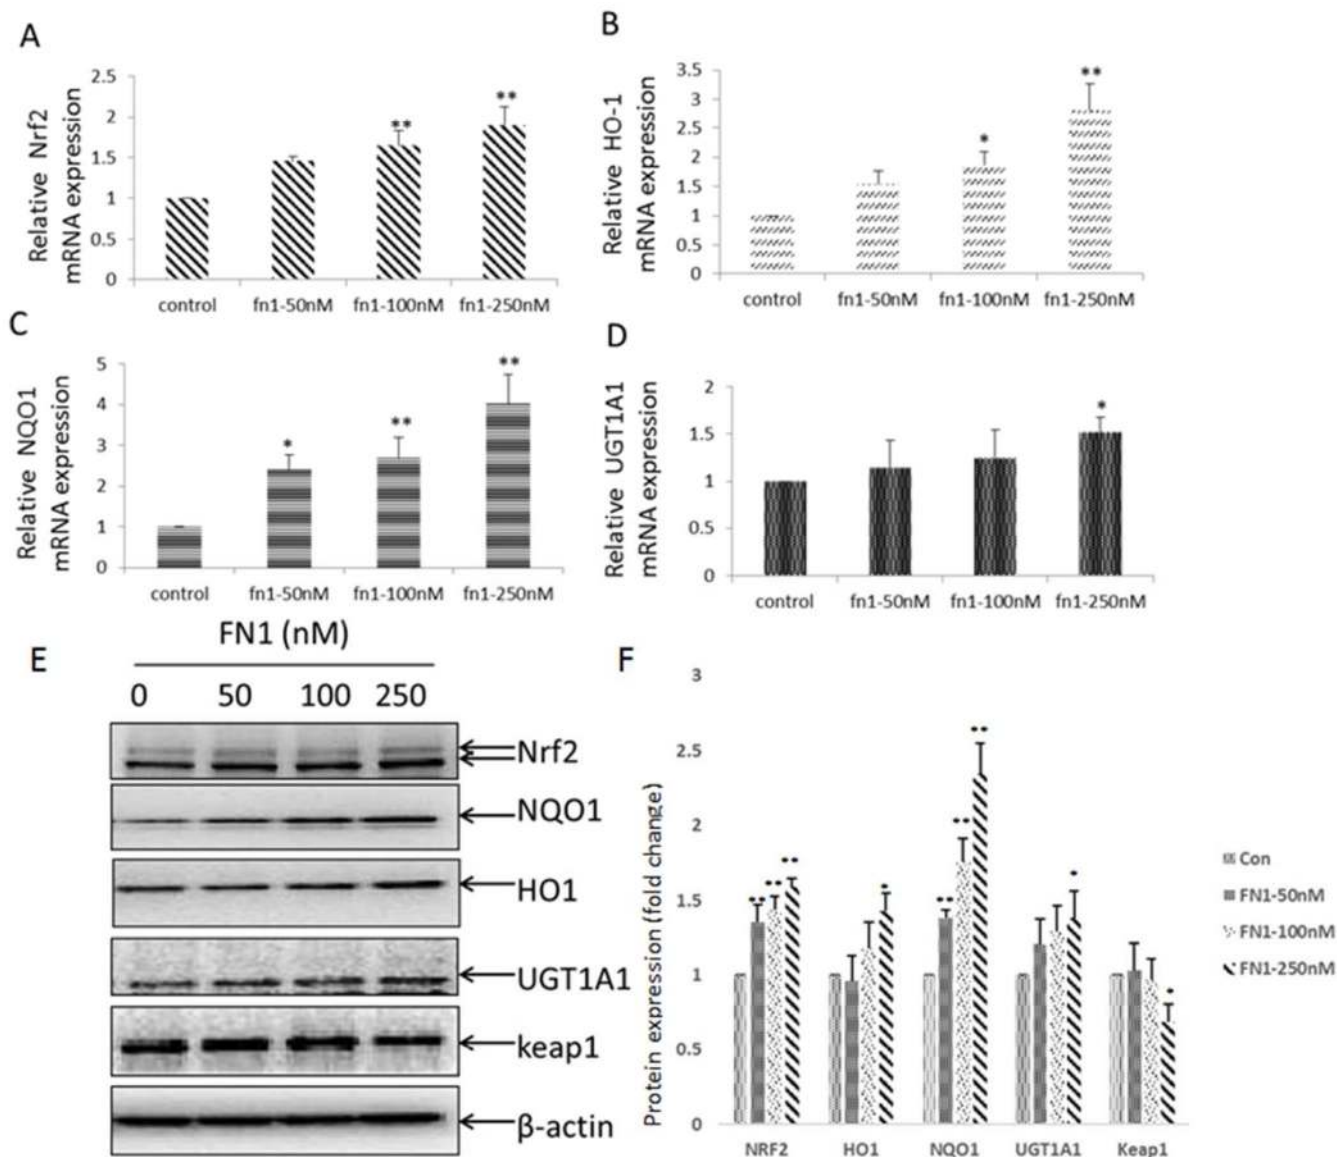 A
Relative Nrf2
mRNA expression
2.5
2
1.5
1
0.5
0
**
**
control fn1-50nM fn1-100nM fn1-250nM
B
Relative HO-1
mRNA expression
3.5
3
2.5
2
1.5
1
0.5
0
*
**
control fn1-50nM fn1-100nM fn1-250nM
C
Relative NQO1
mRNA expression
5
4
3
2
1
0
*
**
**
control fn1-50nM fn1-100nM fn1-250nM
D
Relative UGT1A1
mRNA expression
2
1.5
1
0.5
0
*
control fn1-50nM fn1-100nM fn1-250nM
E
FN1 (nM)
0 50 100 250
Nrf2
NQO1
HO1
UGT1A1
keap1
β-actin
F
Protein expression (fold change)
3
2.5
2
1.5
1
0.5
0
**
**
**
*
**
**
**
*
*
NRF2 HO1 NQO1 UGT1A1 Keap1
Con
FN1-50nM
FN1-100nM
FN1-250nM